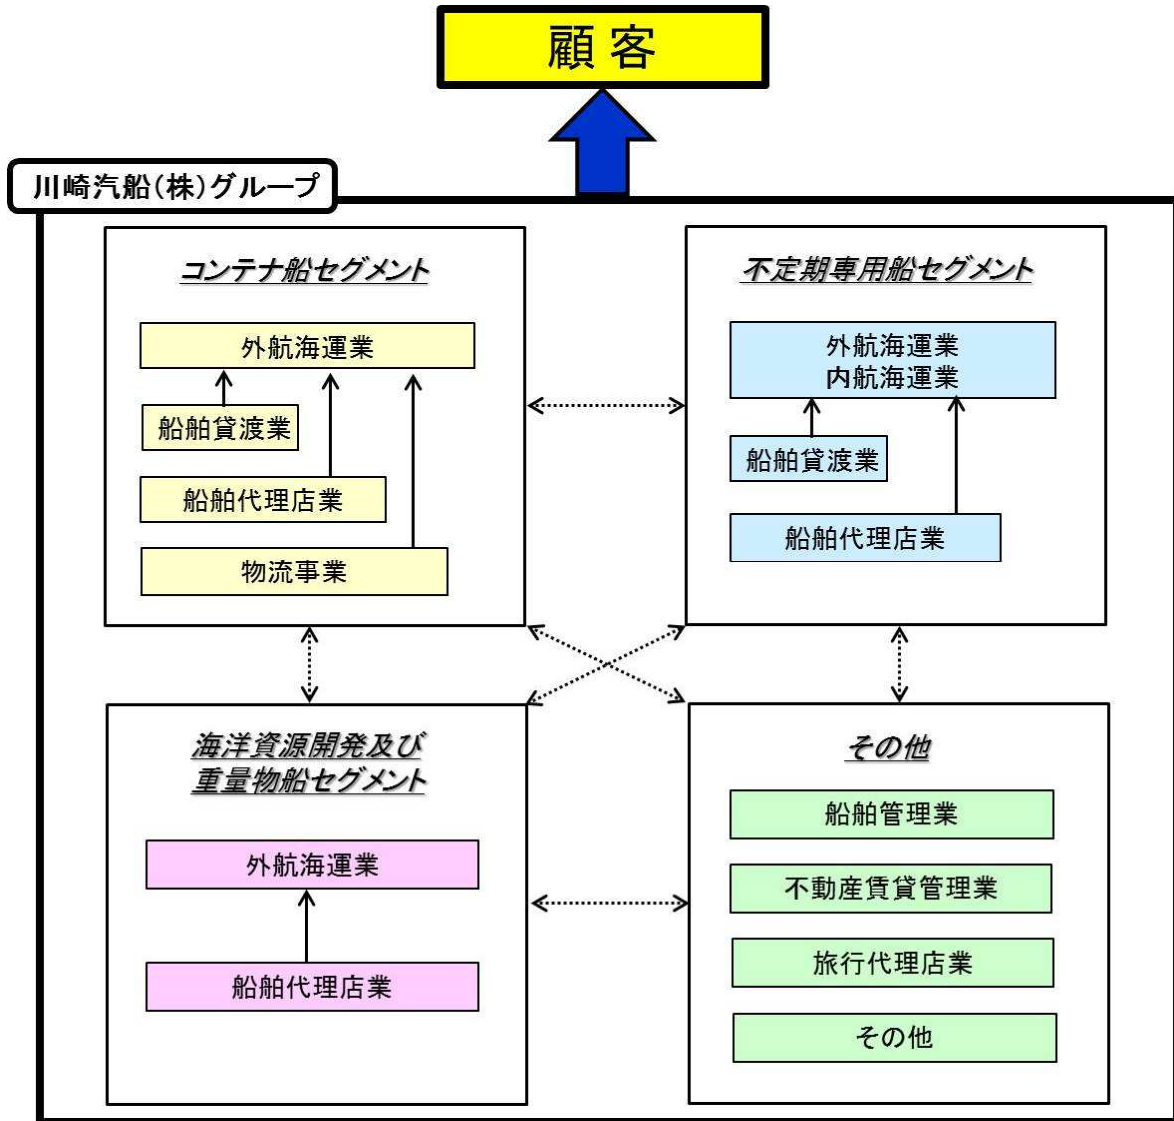 顧客
川崎汽船(株)グループ
コンテナ船セグメント
外航海運業
船舶貸渡業
船舶代理店業
物流事業
不定期専用船セグメント
外航海運業
内航海運業
船舶貸渡業
船舶代理店業
海洋資源開発及び
重量物船セグメント
外航海運業
船舶代理店業
その他
船舶管理業
不動産賃貸管理業
旅行代理店業
その他